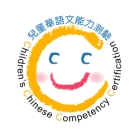 兒童華語文能力測驗
Children's Chinese Competency Certification